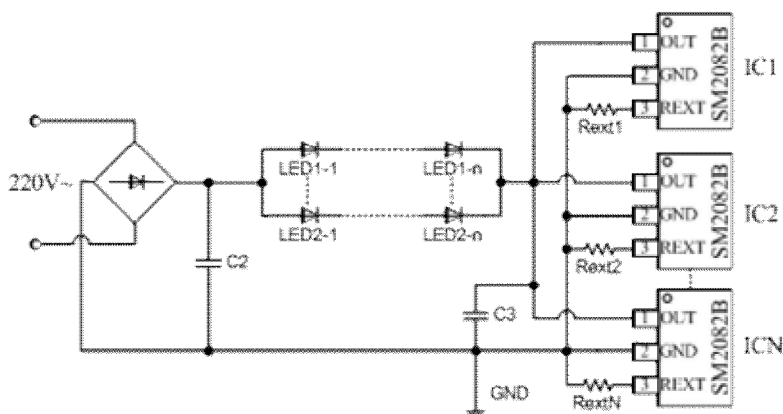 1 OUT
2 GND
3 REXT
SM2082B
IC1
Rext1
220V~
LED1-1
LED1-n
LED2-1
LED2-n
1 OUT
2 GND
3 REXT
SM2082B
IC2
Rext2
C2
C3
1 OUT
2 GND
3 REXT
SM2082B
ICN
RextN
GND